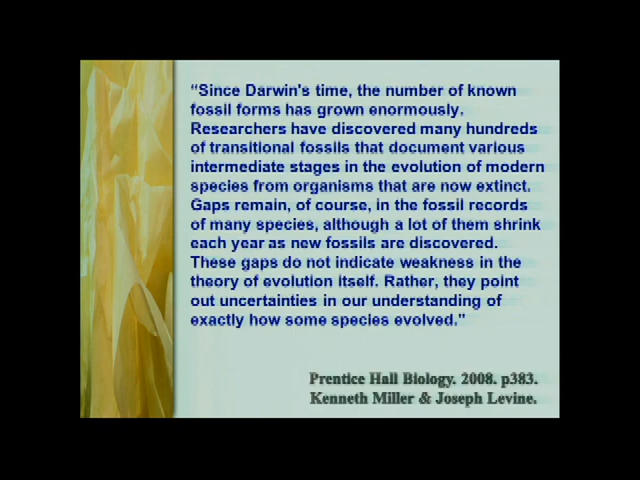 “Since Darwin's time, the number of known
fossil forms has grown enormously.
Researchers have discovered many hundreds
of transitional fossils that document various
intermediate stages in the evolution of modern
species from organisms that are now extinct.
Gaps remain, of course, in the fossil records
of many species, although a lot of them shrink
each year as new fossils are discovered.
These gaps do not indicate weakness in the
theory of evolution itself. Rather, they point
out uncertainties in our understanding of
exactly how some species evolved."
Prentice Hall Biology. 2008. p383.
Kenneth Miller & Joseph Levine.